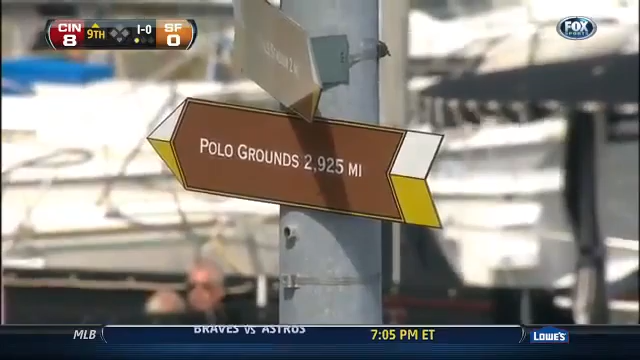 CIN 8 9TH 1-0 SF 0
FOX SPORTS
POLO GROUNDS 2,925 MI
MLB BRAVES VS ASTROS 7:05 PM ET LOWE'S